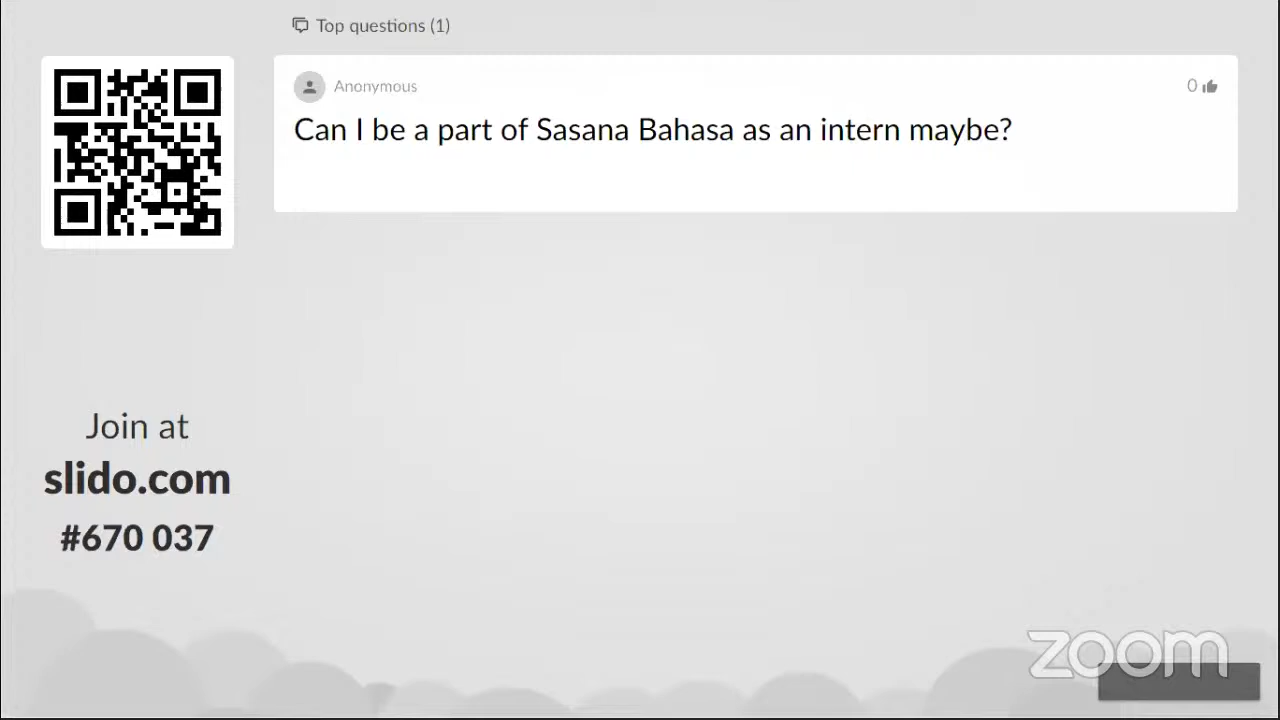 Top questions (1)
Anonymous
0
Can I be a part of Sasana Bahasa as an intern maybe?
Join at
slido.com
#670 037
zoom